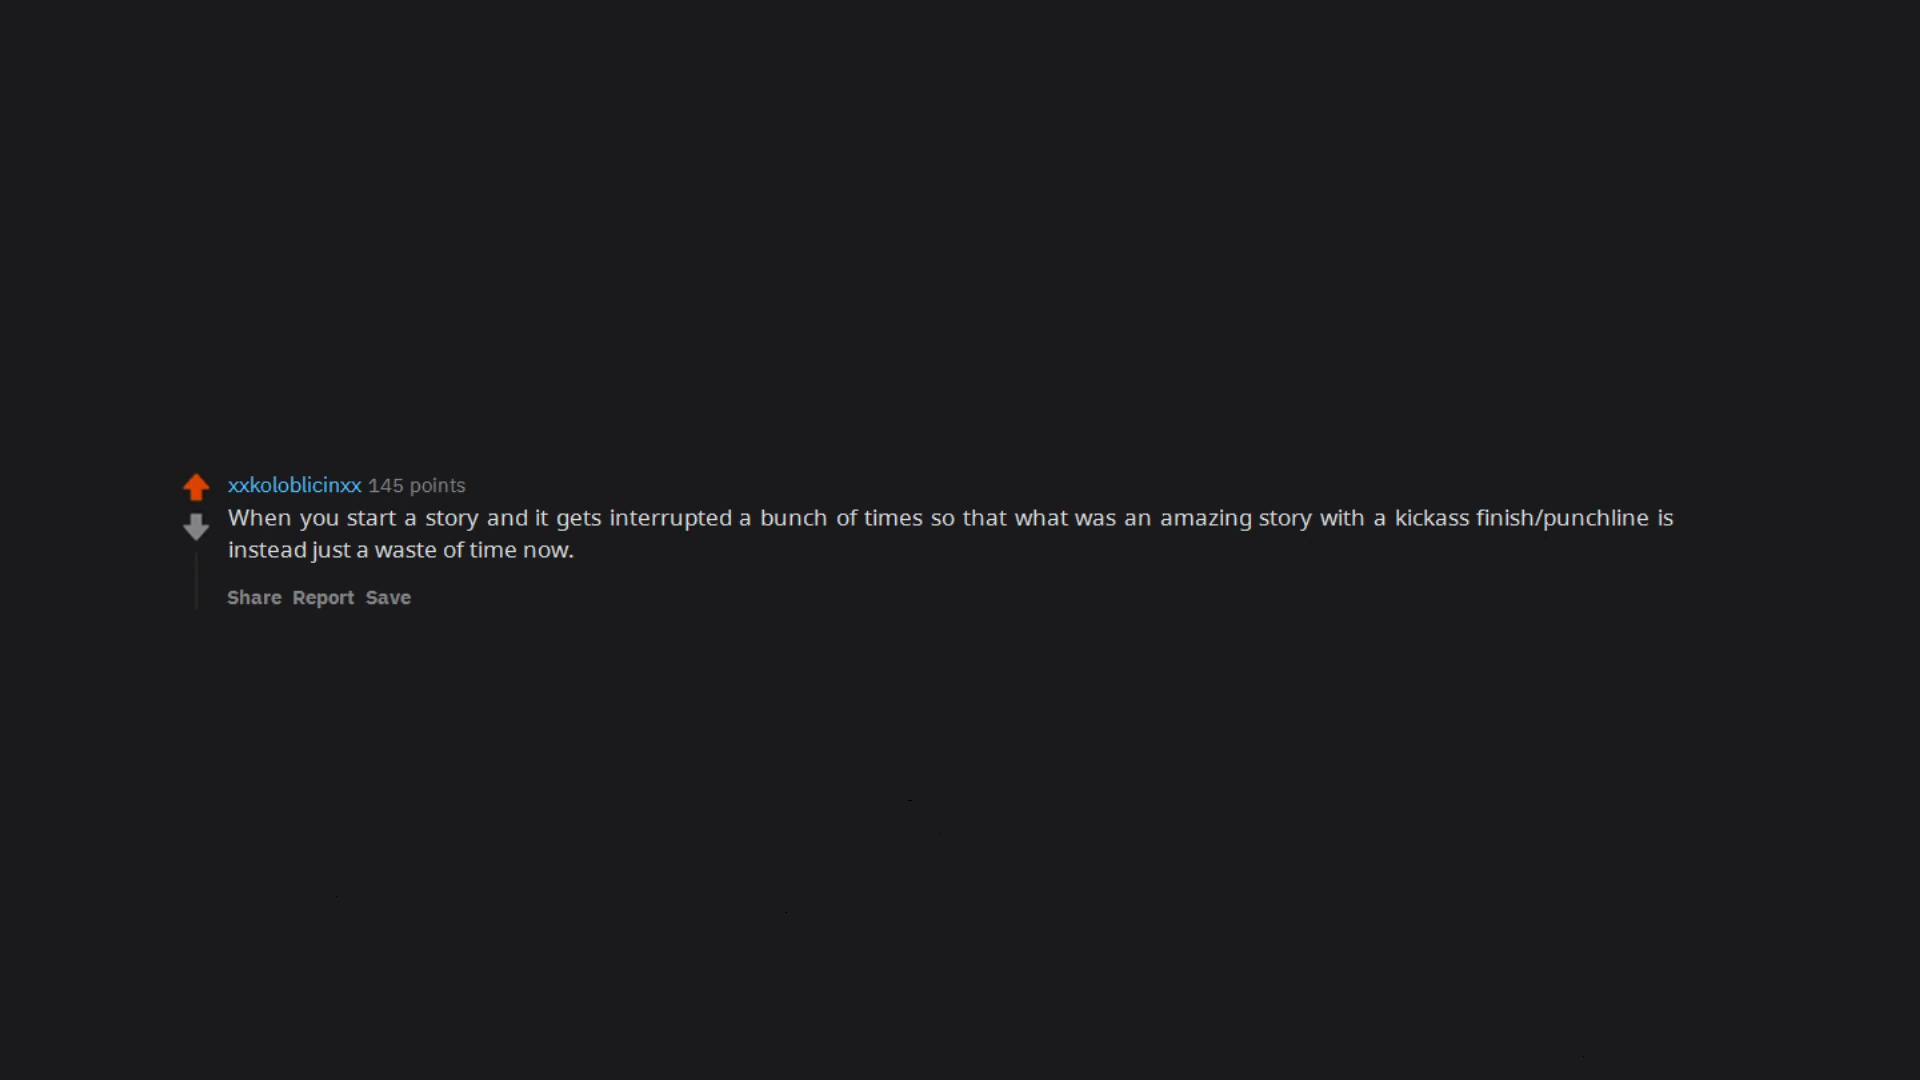 xxkoloblicinxx 145 points
When you start a story and it gets interrupted a bunch of times so that what was an amazing story with a kickass finish/punchline is
instead just a waste of time now.
Share Report Save